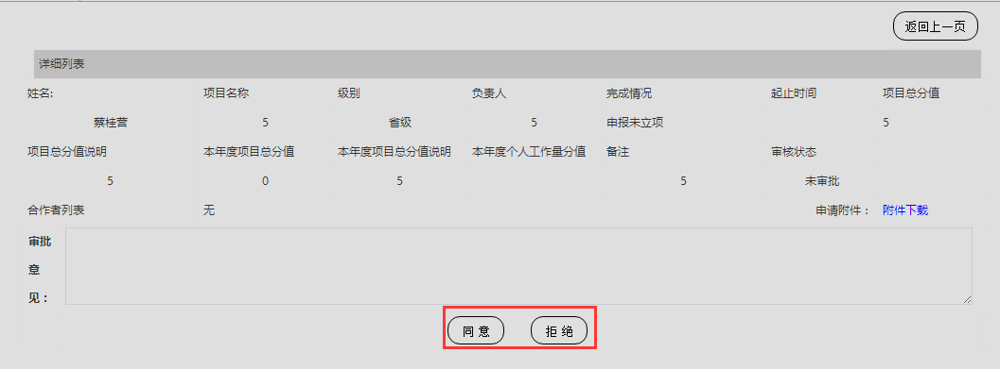 返回上一页
详细列表
姓名: 项目名称 级别 负责人 完成情况 起止时间 项目总分值
蔡桂营 5 省级 5 申报未立项 5
项目总分值说明 本年度项目总分值 本年度项目总分值说明 本年度个人工作量分值 备注 审核状态
5 0 5 5 未审批
合作者列表 无 申请附件： 附件下载
审批
意
见：
同 意 拒 绝